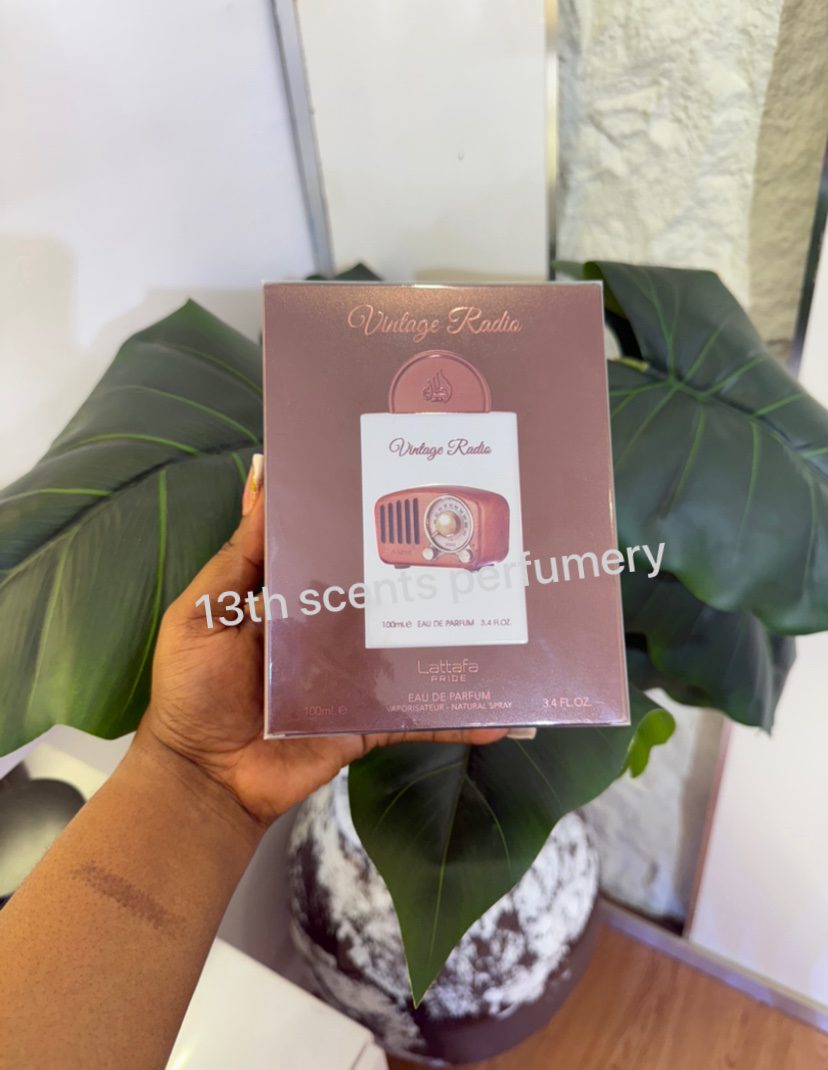 Vintage Radio
Vintage Radio
13th scents perfumery
100mL e EAU DE PARFUM 3.4 FL.OZ.
Lattafa
PRIDE
EAU DE PARFUM
VAPORISATEUR - NATURAL SPRAY
100mL e
3.4 FL.OZ.